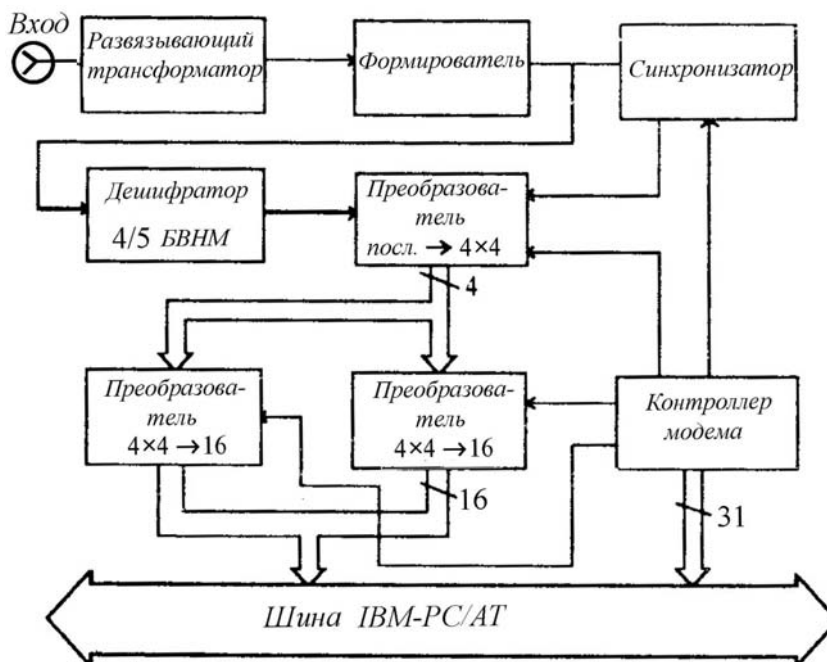 Вход
Развязывающий
трансформатор
Формирователь
Синхронизатор
Дешифратор
4/5 БВНМ
Преобразова-
тель
посл. → 4×4
4
Преобразова-
тель
4×4 →16
Преобразова-
тель
4×4 →16
Контроллер
модема
16
31
Шина IBM-PC/AT